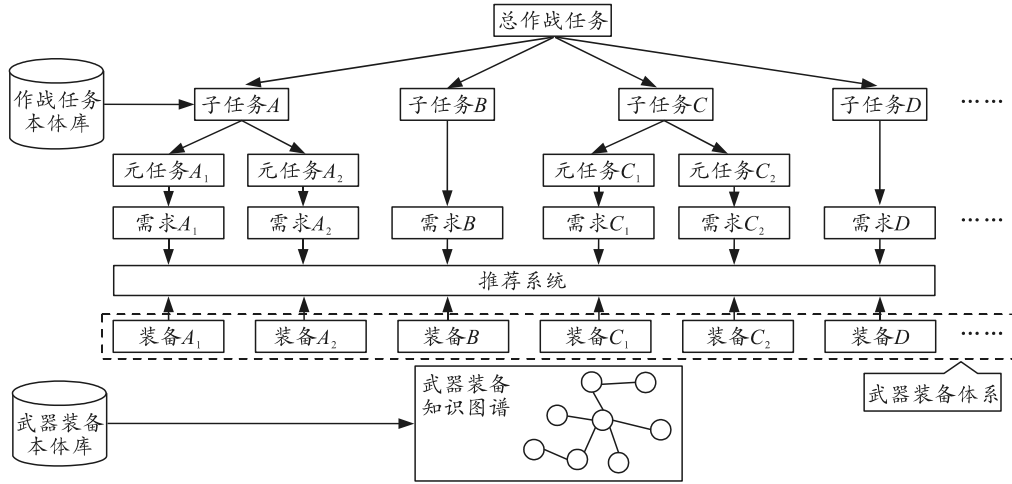 总作战任务
作战任务
本体库
子任务A
子任务B
子任务C
子任务D
……
元任务A₁
元任务A₂
元任务C₁
元任务C₂
需求A₁
需求A₂
需求B
需求C₁
需求C₂
需求D
……
推荐系统
装备A₁
装备A₂
装备B
装备C₁
装备C₂
装备D
……
武器装备体系
武器装备
知识图谱
武器装备
本体库